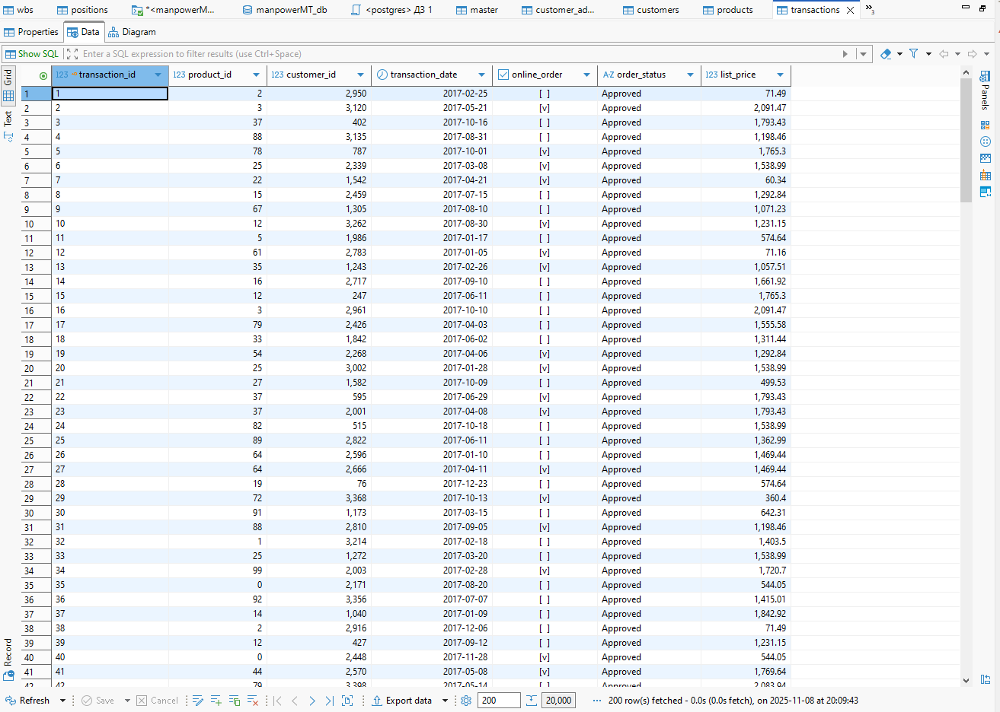 wbs positions *<manpowerM... manpowerMT_db <postgres> ДЗ 1 master customer_ad... customers products transactions 3
Properties Data Diagram
Show SQL Enter a SQL expression to filter results (use Ctrl+Space)
Grid
Text
Record
Panels
123 transaction_id 123 product_id 123 customer_id transaction_date online_order A-Z order_status 123 list_price
1 1 2 2,950 2017-02-25 [ ] Approved 71.49
2 2 3 3,120 2017-05-21 [v] Approved 2,091.47
3 3 37 402 2017-10-16 [ ] Approved 1,793.43
4 4 88 3,135 2017-08-31 [ ] Approved 1,198.46
5 5 78 787 2017-10-01 [v] Approved 1,765.3
6 6 25 2,339 2017-03-08 [v] Approved 1,538.99
7 7 22 1,542 2017-04-21 [v] Approved 60.34
8 8 15 2,459 2017-07-15 [ ] Approved 1,292.84
9 9 67 1,305 2017-08-10 [ ] Approved 1,071.23
10 10 12 3,262 2017-08-30 [v] Approved 1,231.15
11 11 5 1,986 2017-01-17 [ ] Approved 574.64
12 12 61 2,783 2017-01-05 [v] Approved 71.16
13 13 35 1,243 2017-02-26 [v] Approved 1,057.51
14 14 16 2,717 2017-09-10 [ ] Approved 1,661.92
15 15 12 247 2017-06-11 [ ] Approved 1,765.3
16 16 3 2,961 2017-10-10 [ ] Approved 2,091.47
17 17 79 2,426 2017-04-03 [ ] Approved 1,555.58
18 18 33 1,842 2017-06-02 [ ] Approved 1,311.44
19 19 54 2,268 2017-04-06 [v] Approved 1,292.84
20 20 25 3,002 2017-01-28 [v] Approved 1,538.99
21 21 27 1,582 2017-10-09 [ ] Approved 499.53
22 22 37 595 2017-06-29 [v] Approved 1,793.43
23 23 37 2,001 2017-04-08 [v] Approved 1,793.43
24 24 82 515 2017-10-18 [ ] Approved 1,538.99
25 25 89 2,822 2017-06-11 [ ] Approved 1,362.99
26 26 64 2,596 2017-01-10 [ ] Approved 1,469.44
27 27 64 2,666 2017-04-11 [v] Approved 1,469.44
28 28 19 76 2017-12-23 [ ] Approved 574.64
29 29 72 3,368 2017-10-13 [v] Approved 360.4
30 30 91 1,173 2017-03-15 [ ] Approved 642.31
31 31 88 2,810 2017-09-05 [v] Approved 1,198.46
32 32 1 3,214 2017-02-18 [ ] Approved 1,403.5
33 33 25 1,272 2017-03-20 [ ] Approved 1,538.99
34 34 99 2,003 2017-02-28 [v] Approved 1,720.7
35 35 0 2,171 2017-08-20 [ ] Approved 544.05
36 36 92 3,356 2017-07-07 [ ] Approved 1,415.01
37 37 14 1,040 2017-01-09 [ ] Approved 1,842.92
38 38 2 2,916 2017-12-06 [ ] Approved 71.49
39 39 12 427 2017-09-12 [ ] Approved 1,231.15
40 40 0 2,448 2017-11-28 [v] Approved 544.05
41 41 44 2,570 2017-05-08 [v] Approved 1,769.64
42 42 79 3,398 2017-05-14 [ ] Approved 2,083.94
Refresh Save Cancel Export data 200 20,000 ... 200 row(s) fetched - 0.0s (0.0s fetch), on 2025-11-08 at 20:09:43